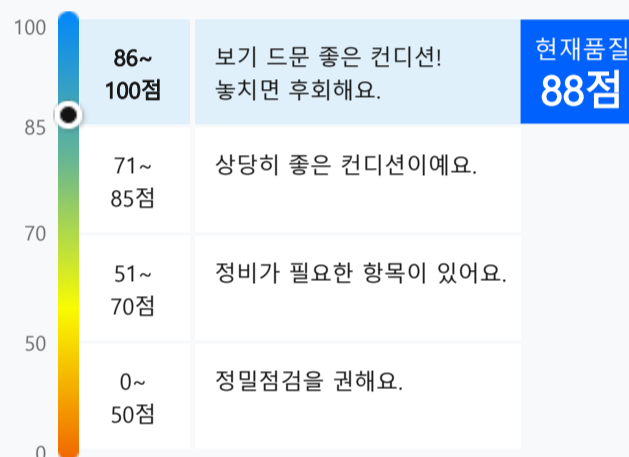 100
86~
100점
보기 드문 좋은 컨디션!
놓치면 후회해요.
현재품질
88점
85
71~
85점
상당히 좋은 컨디션이예요.
70
51~
70점
정비가 필요한 항목이 있어요.
50
0~
50점
정밀점검을 권해요.
0